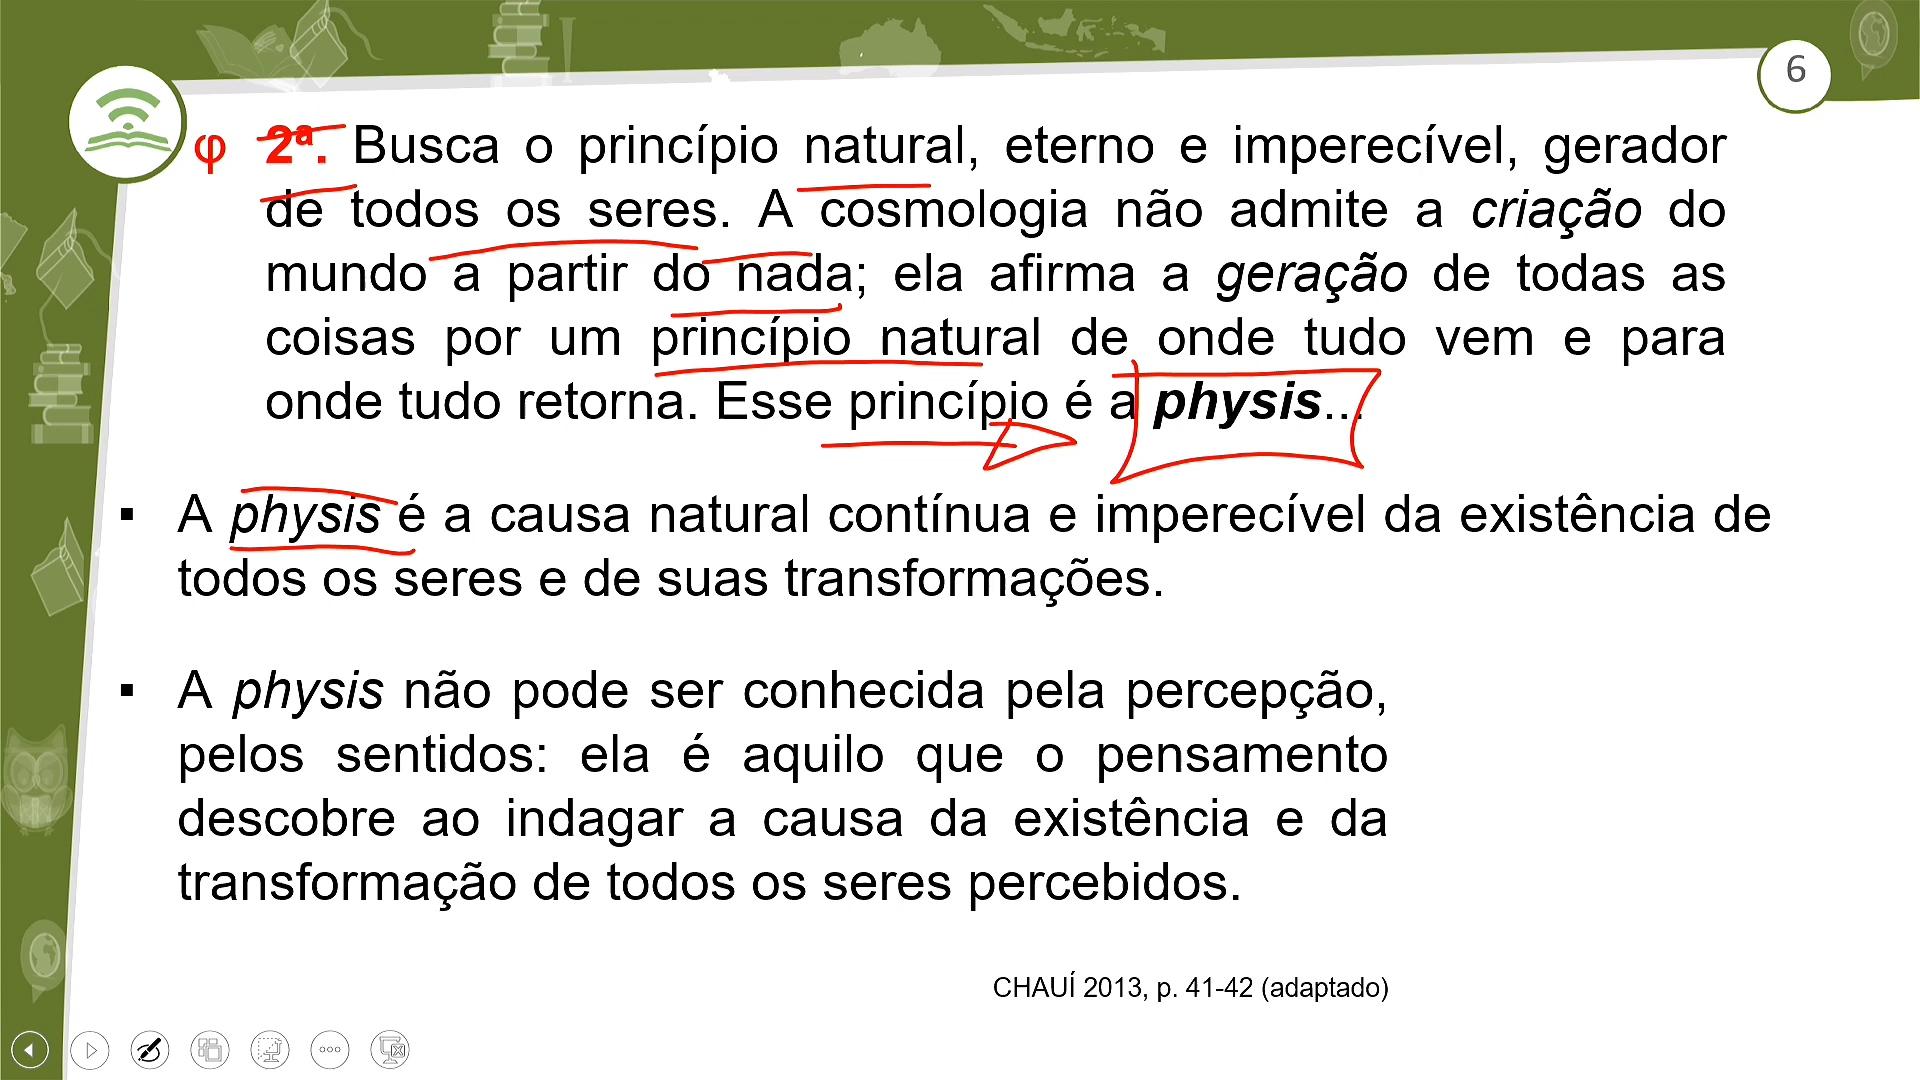 6
φ 2ª. Busca o princípio natural, eterno e imperecível, gerador
de todos os seres. A cosmologia não admite a criação do
mundo a partir do nada; ela afirma a geração de todas as
coisas por um princípio natural de onde tudo vem e para
onde tudo retorna. Esse princípio é a physis...
▪ A physis é a causa natural contínua e imperecível da existência de
todos os seres e de suas transformações.
▪ A physis não pode ser conhecida pela percepção,
pelos sentidos: ela é aquilo que o pensamento
descobre ao indagar a causa da existência e da
transformação de todos os seres percebidos.
CHAUÍ 2013, p. 41-42 (adaptado)